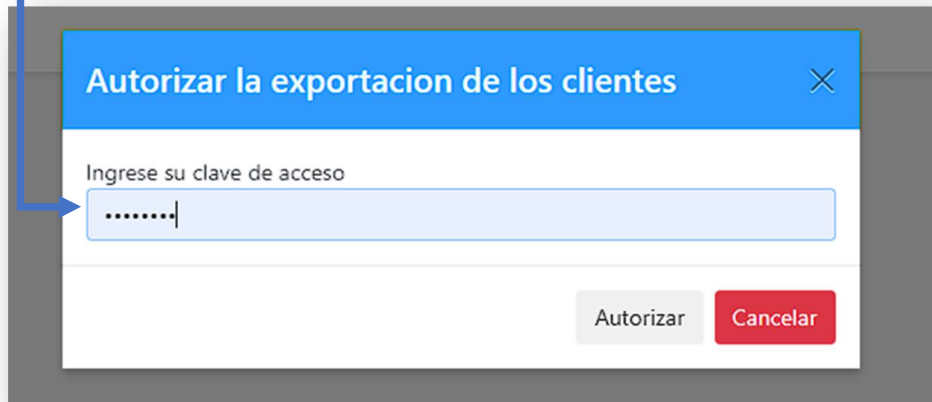 Autorizar la exportacion de los clientes
Ingrese su clave de acceso
••••••••
Autorizar
Cancelar